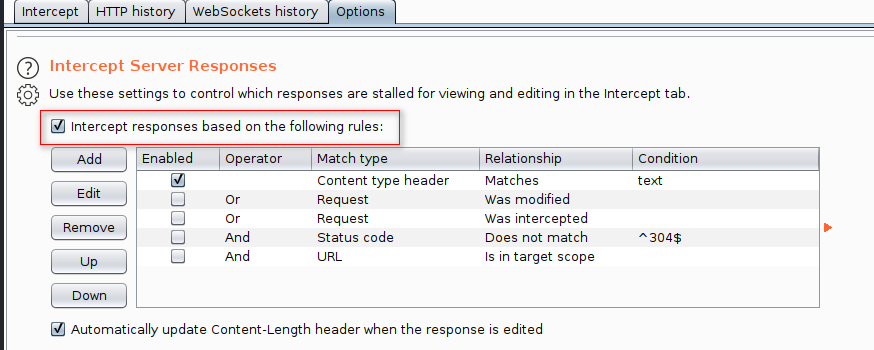 Intercept HTTP history WebSockets history Options
? Intercept Server Responses
Use these settings to control which responses are stalled for viewing and editing in the Intercept tab.
Intercept responses based on the following rules:
Add Enabled Operator Match type Relationship Condition
Content type header Matches text
Edit Or Request Was modified
Or Request Was intercepted
Remove And Status code Does not match ^304$
Up And URL Is in target scope
Down
Automatically update Content-Length header when the response is edited